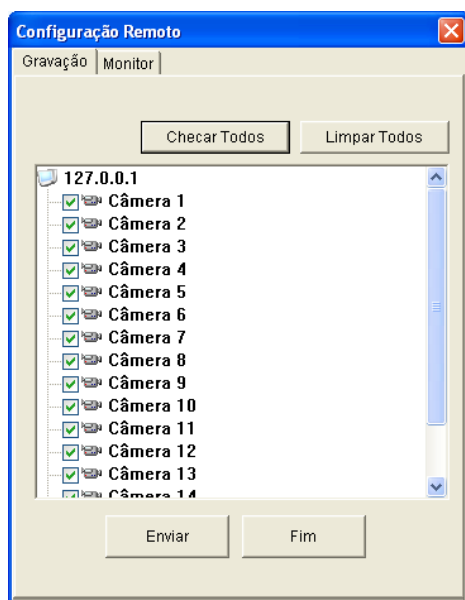 Configuração Remoto
Gravação Monitor
Checar Todos Limpar Todos
127.0.0.1
Câmera 1
Câmera 2
Câmera 3
Câmera 4
Câmera 5
Câmera 6
Câmera 7
Câmera 8
Câmera 9
Câmera 10
Câmera 11
Câmera 12
Câmera 13
Câmera 14
Enviar Fim